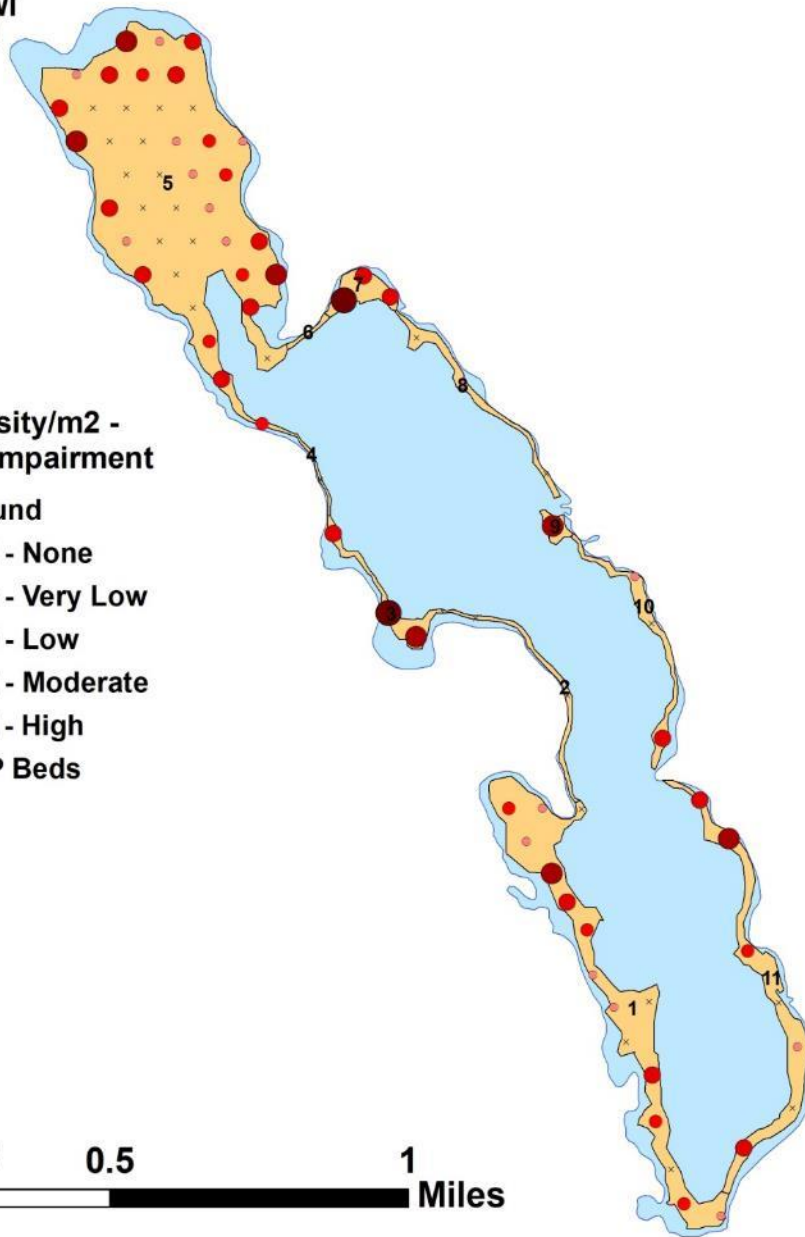 5
7
6
8
sity/m2 -
mpairment
und
- None
- Very Low
- Low
- Moderate
- High
Beds
4
9
3
10
2
11
1
0.5
1
Miles